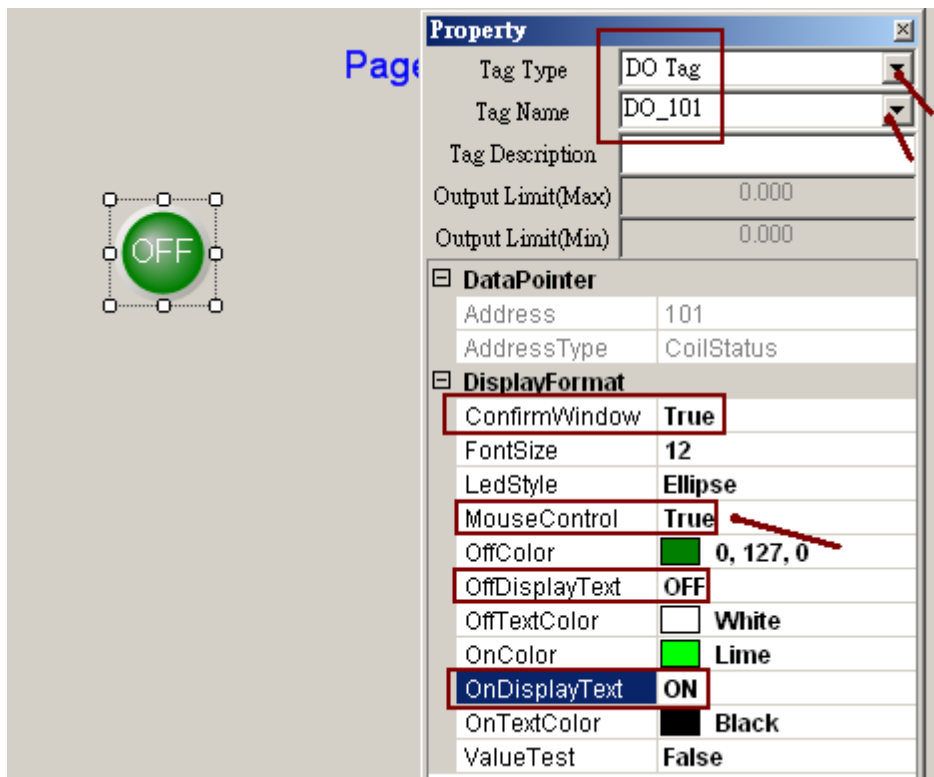 Property
Page
Tag Type DO Tag
Tag Name DO_101
Tag Description
Output Limit(Max) 0.000
Output Limit(Min) 0.000
OFF
DataPointer
Address 101
AddressType CoilStatus
DisplayFormat
ConfirmWindow True
FontSize 12
LedStyle Ellipse
MouseControl True
OffColor 0, 127, 0
OffDisplayText OFF
OffTextColor White
OnColor Lime
OnDisplayText ON
OnTextColor Black
ValueTest False